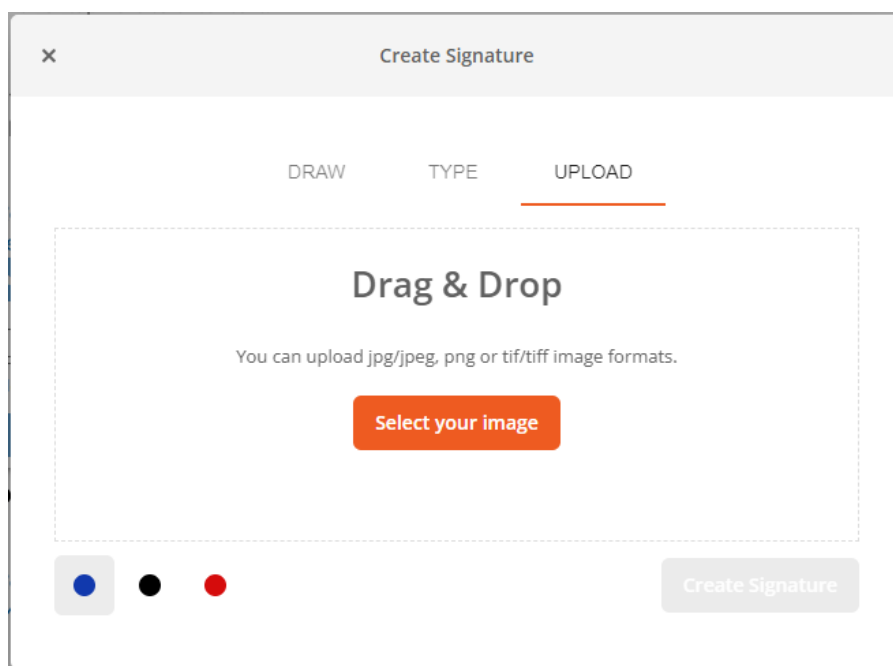 Create Signature
DRAW TYPE UPLOAD
Drag & Drop
You can upload jpg/jpeg, png or tif/tiff image formats.
Select your image
Create Signature